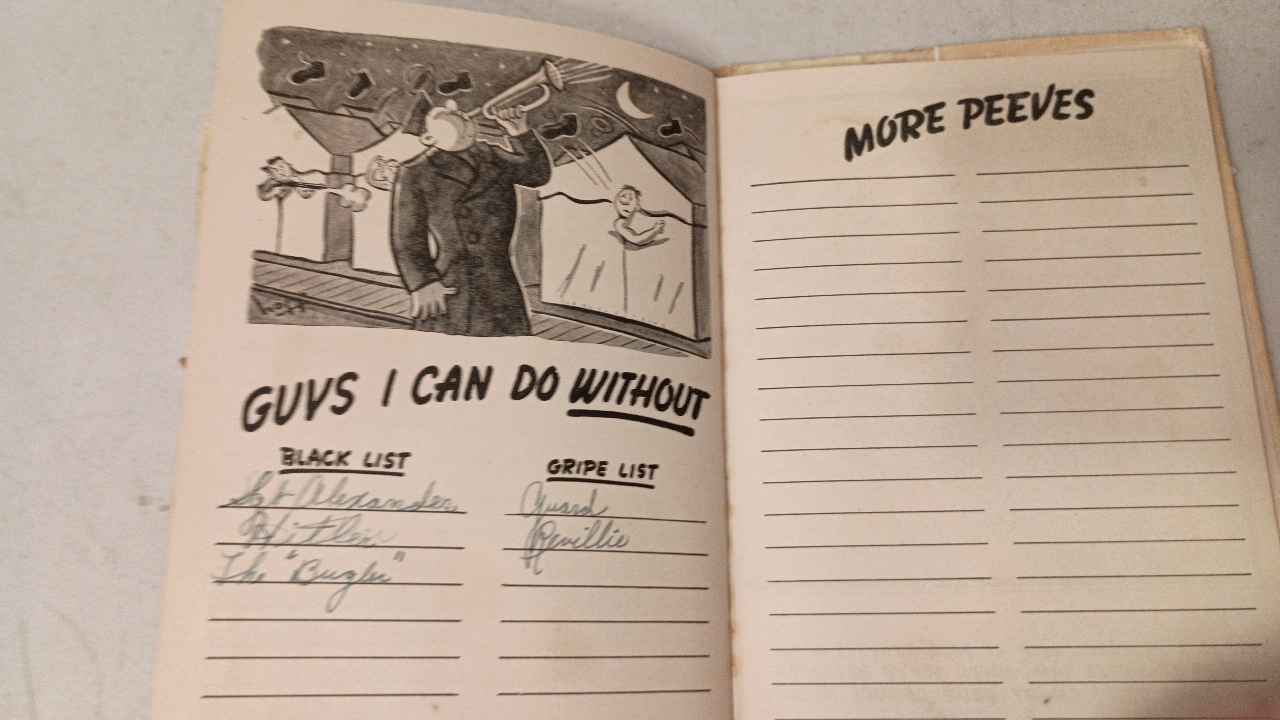 GUYS I CAN DO WITHOUT
BLACK LIST
Sgt Alexander
Hitler
The "Bugler"
GRIPE LIST
Guard
Revillie
MORE PEEVES